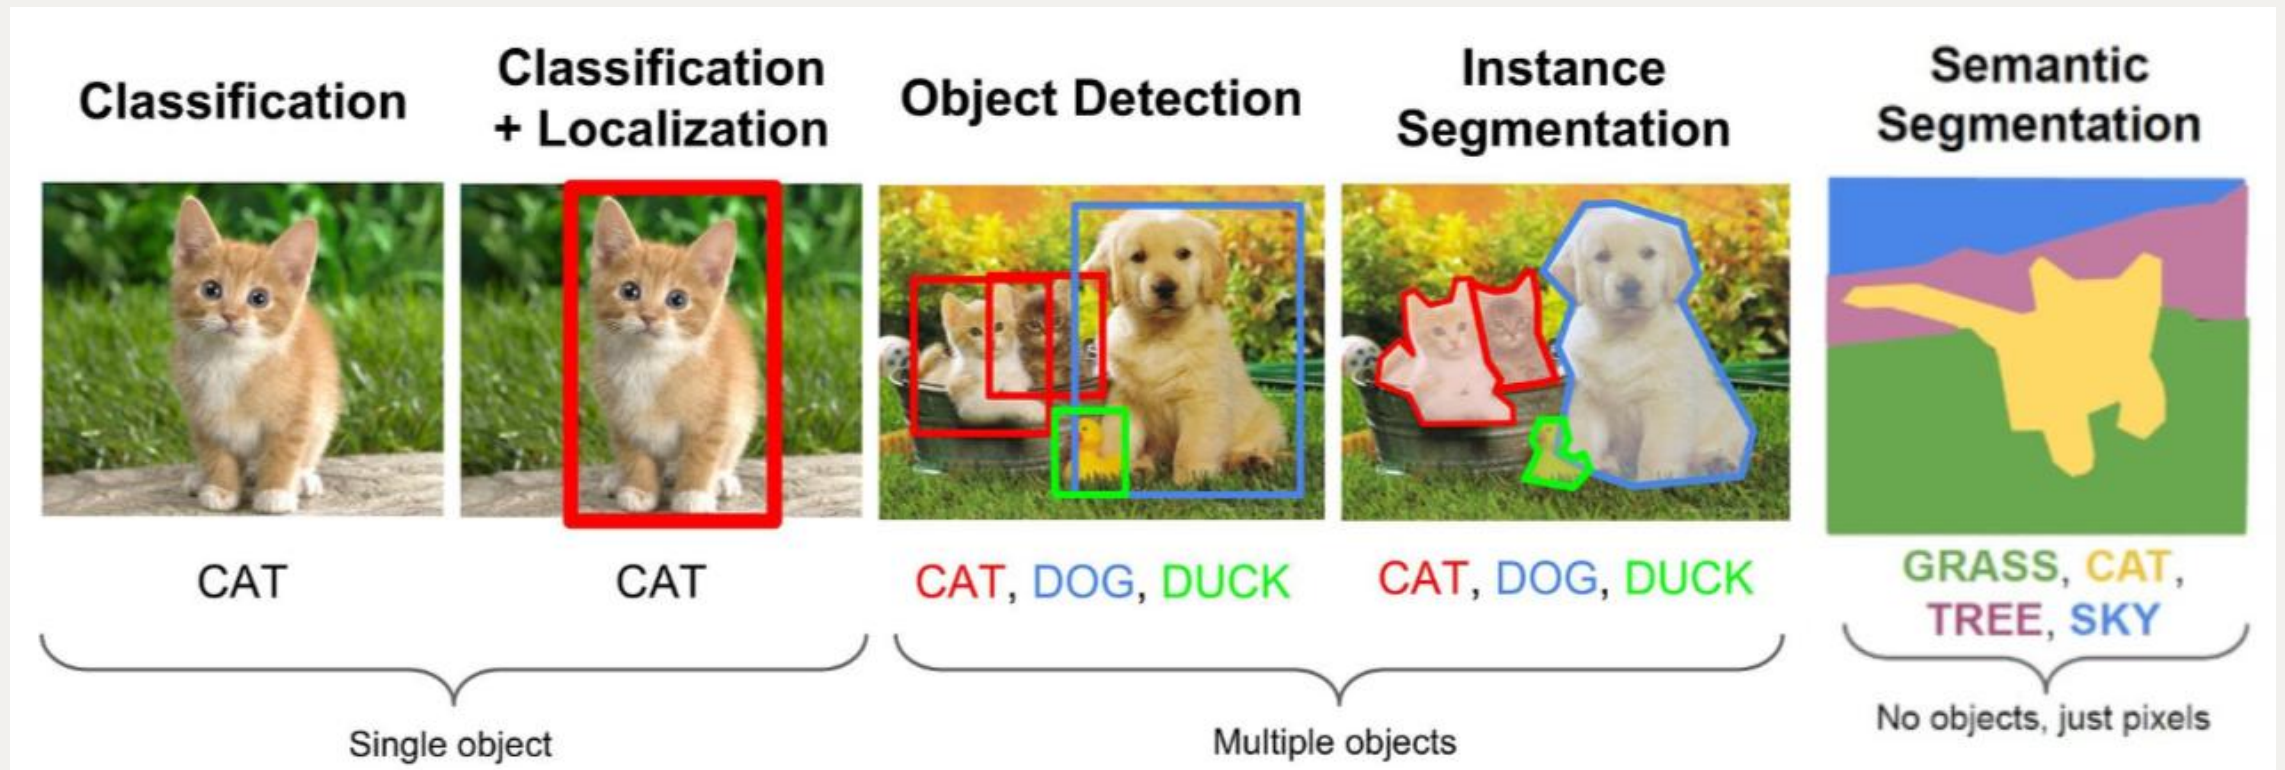 Classification
Classification
+ Localization
Object Detection
Instance
Segmentation
Semantic
Segmentation
CAT
CAT
CAT, DOG, DUCK
CAT, DOG, DUCK
GRASS, CAT,
TREE, SKY
Single object
Multiple objects
No objects, just pixels